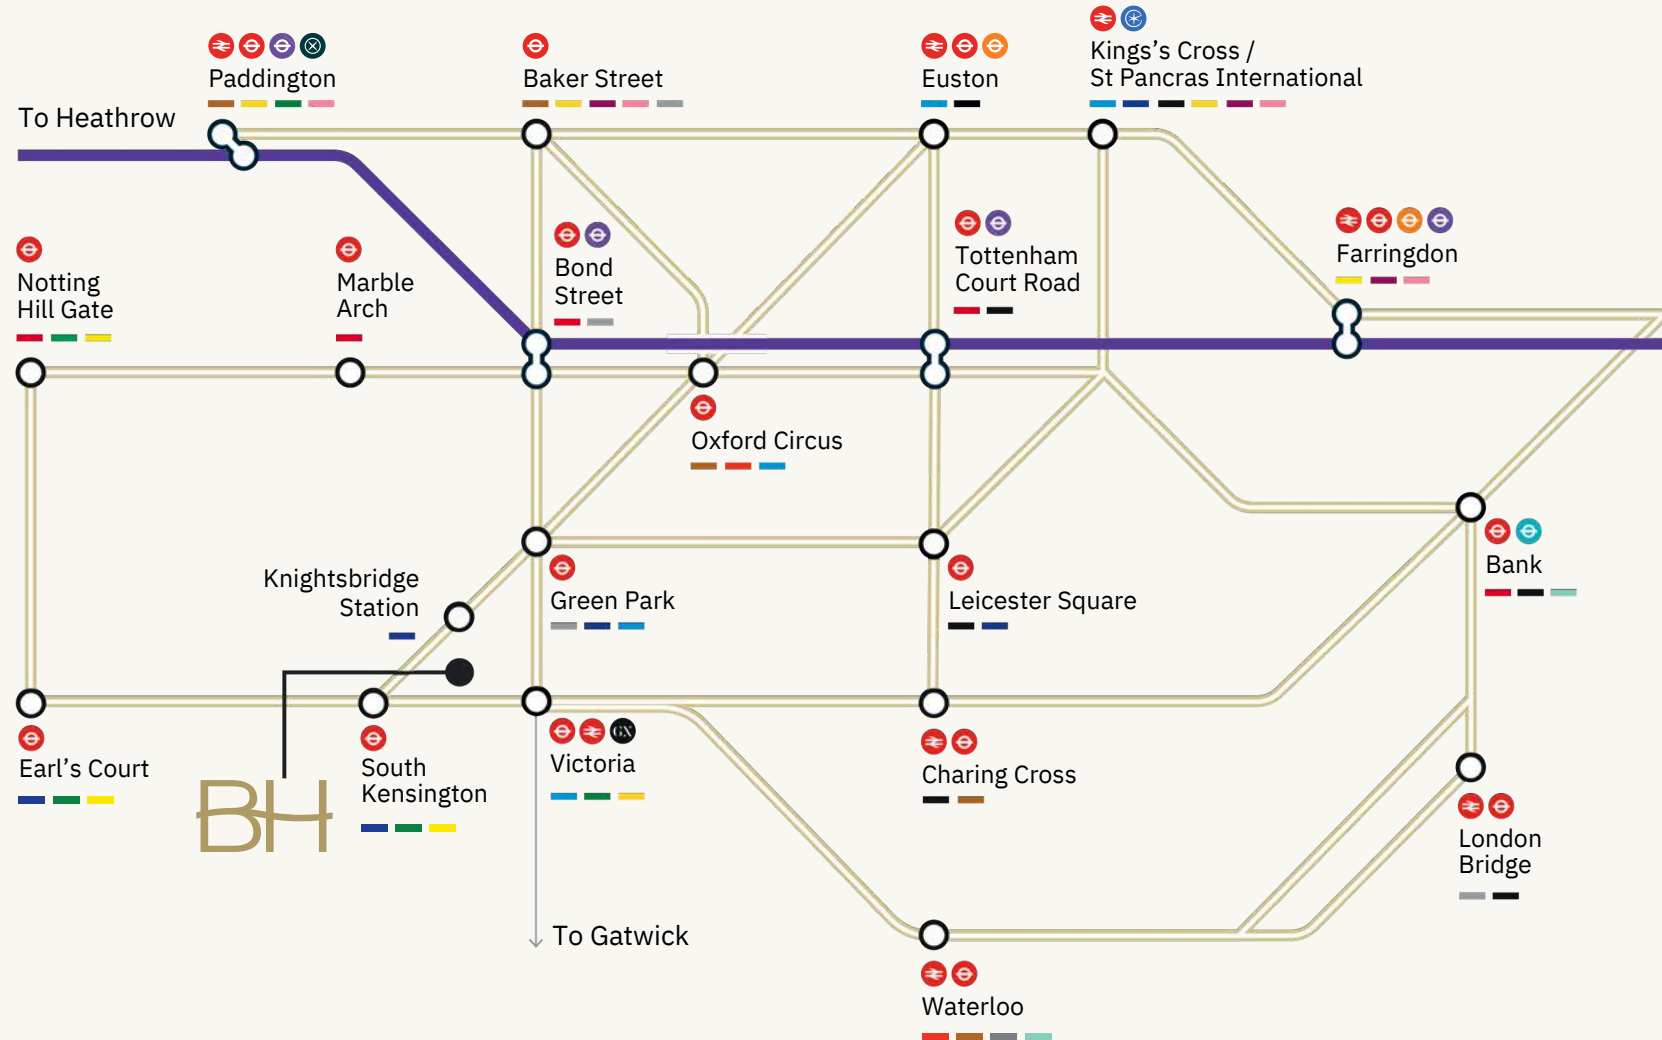 Paddington
Baker Street
Euston
Kings's Cross /
St Pancras International
To Heathrow
Notting
Hill Gate
Marble
Arch
Bond
Street
Tottenham
Court Road
Farringdon
Oxford Circus
Knightsbridge
Station
Green Park
Leicester Square
Bank
Earl's Court
BH
South
Kensington
GX
Victoria
Charing Cross
London
Bridge
To Gatwick
Waterloo